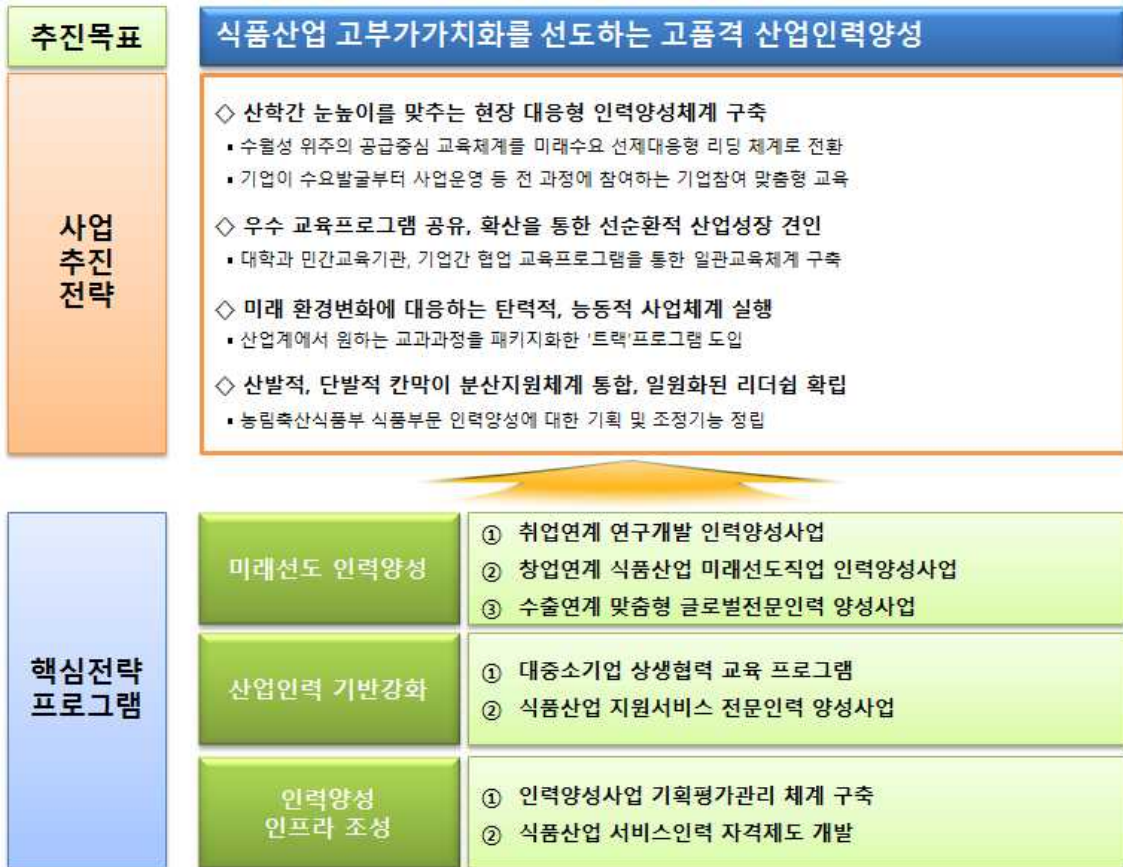 추진목표
식품산업 고부가가치화를 선도하는 고품격 산업인력양성
사업
추진
전략
◇ 산학간 눈높이를 맞추는 현장 대응형 인력양성체계 구축
▪ 수월성 위주의 공급중심 교육체계를 미래수요 선제대응형 리딩 체계로 전환
▪ 기업이 수요발굴부터 사업운영 등 전 과정에 참여하는 기업참여 맞춤형 교육
◇ 우수 교육프로그램 공유, 확산을 통한 선순환적 산업성장 견인
▪ 대학과 민간교육기관, 기업간 협업 교육프로그램을 통한 일관교육체계 구축
◇ 미래 환경변화에 대응하는 탄력적, 능동적 사업체계 실행
▪ 산업계에서 원하는 교과과정을 패키지화한 '트랙'프로그램 도입
◇ 산발적, 단발적 칸막이 분산지원체계 통합, 일원화된 리더쉽 확립
▪ 농림축산식품부 식품부문 인력양성에 대한 기획 및 조정기능 정립
핵심전략
프로그램
미래선도 인력양성
① 취업연계 연구개발 인력양성사업
② 창업연계 식품산업 미래선도직업 인력양성사업
③ 수출연계 맞춤형 글로벌전문인력 양성사업
산업인력 기반강화
① 대중소기업 상생협력 교육 프로그램
② 식품산업 지원서비스 전문인력 양성사업
인력양성
인프라 조성
① 인력양성사업 기획평가관리 체계 구축
② 식품산업 서비스인력 자격제도 개발